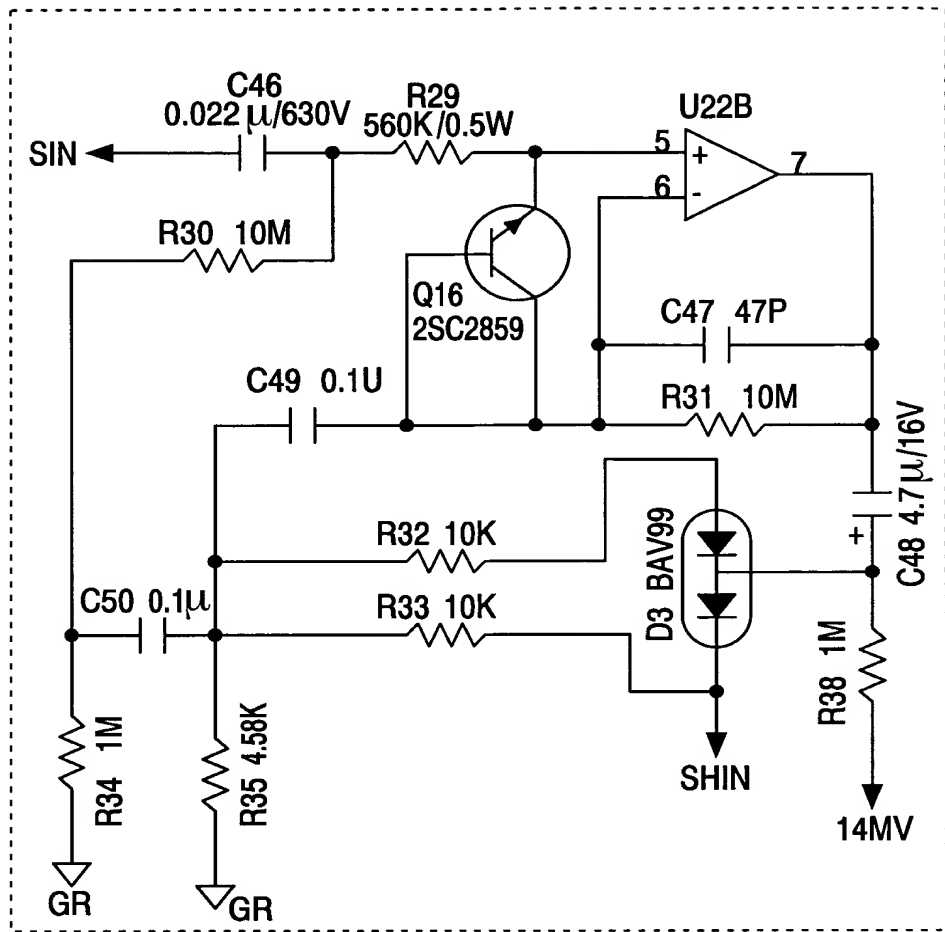 C46
0.022 µ/630V
R29
560K/0.5W
U22B
SIN
5
+
7
6
-
R30 10M
Q16
2SC2859
C47 47P
C49 0.1U
R31 10M
C48 4.7 µ/16V
+
R32 10K
D3 BAV99
C50 0.1µ
R33 10K
R38 1M
R34 1M
R35 4.58K
SHIN
14MV
GR
GR